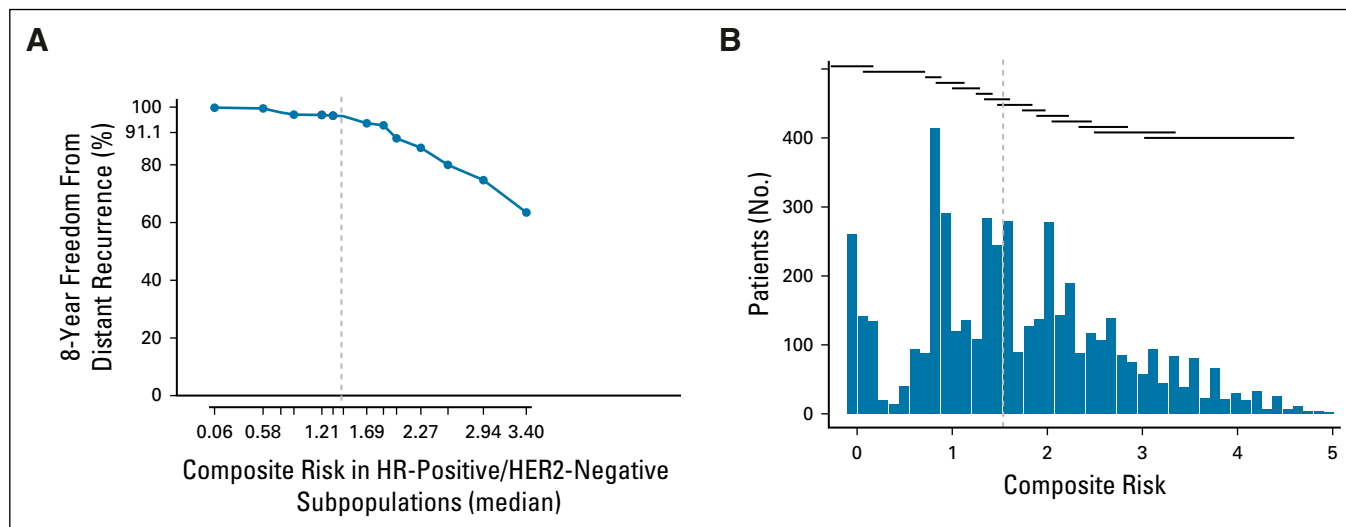 A
8-Year Freedom From
Distant Recurrence (%)
100
91.1
80
60
40
20
0
0.06 0.58 1.21 1.69 2.27 2.94 3.40
Composite Risk in HR-Positive/HER2-Negative
Subpopulations (median)
B
Patients (No.)
400
300
200
100
0
0 1 2 3 4 5
Composite Risk